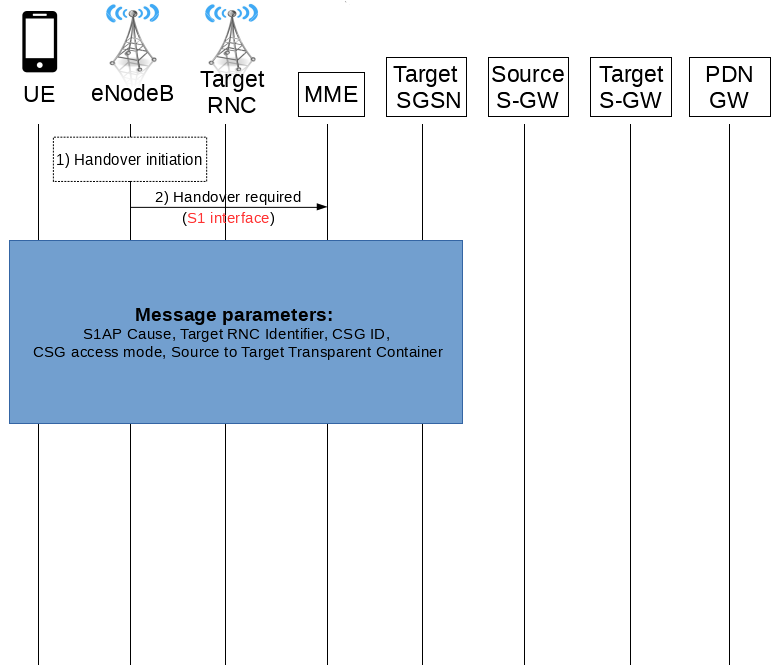 UE
eNodeB
Target
RNC
MME
Target
SGSN
Source
S-GW
Target
S-GW
PDN
GW
1) Handover initiation
2) Handover required
(S1 interface)
Message parameters:
S1AP Cause, Target RNC Identifier, CSG ID,
CSG access mode, Source to Target Transparent Container